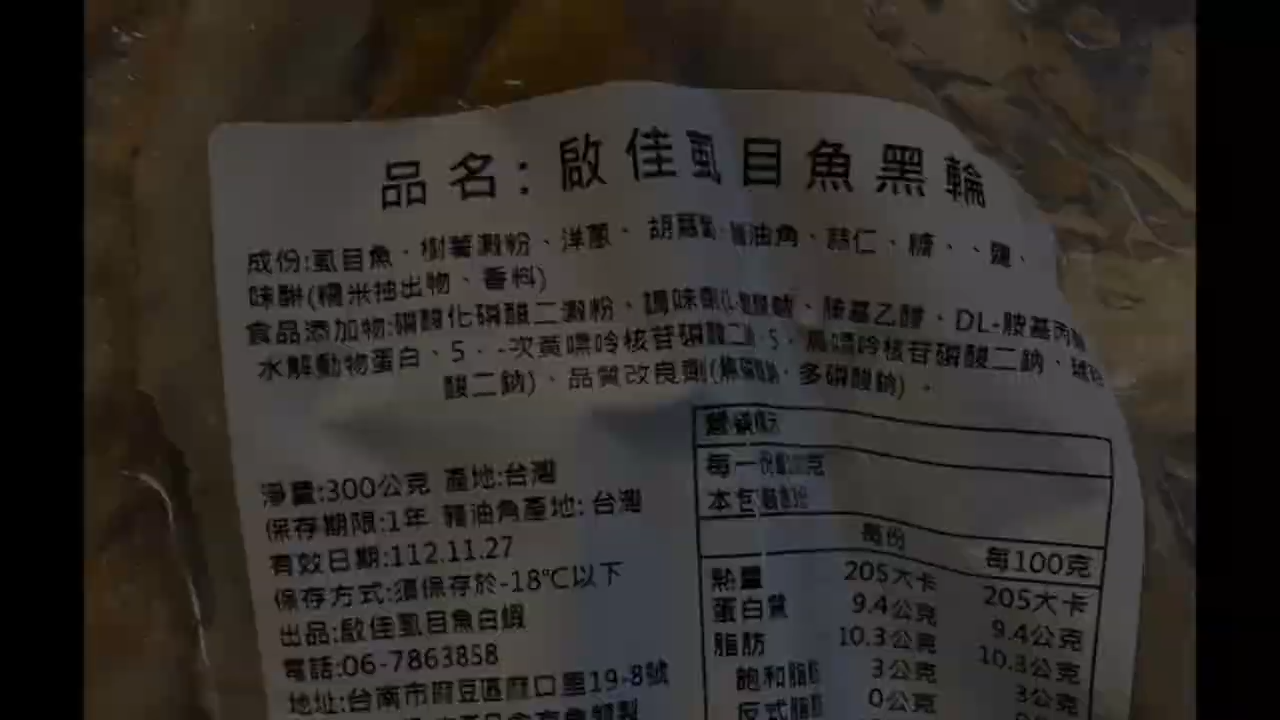 品名:啟佳虱目魚黑輪
成份:虱目魚、樹薯澱粉、洋蔥、胡蘿蔔、豬油角、蒜仁、糖、、鹽、
味醂(糯米抽出物、香料)
食品添加物:磷酸化磷酸二澱粉、調味劑(L-麩酸鈉、胺基乙酸、DL-胺基丙
水解動物蛋白、5、-次黃嘌呤核苷磷酸二鈉、5、鳥嘌呤核苷磷酸二鈉、琥珀
酸二鈉)、品質改良劑( 多磷酸鈉)。
淨重:300公克 產地:台灣
保存期限:1年 豬油角產地:台灣
有效日期:112.11.27
保存方式:須保存於-18℃以下
出品:啟佳虱目魚白蝦
電話:06-7863858
地址:台南市麻豆區麻口里19-8號
營養標示
每一份
本包裝
每份 每100克
熱量 205大卡 205大卡
蛋白質 9.4公克 9.4公克
脂肪 10.3公克 10.3公克
飽和脂肪 3公克 3公克
反式脂肪 0公克